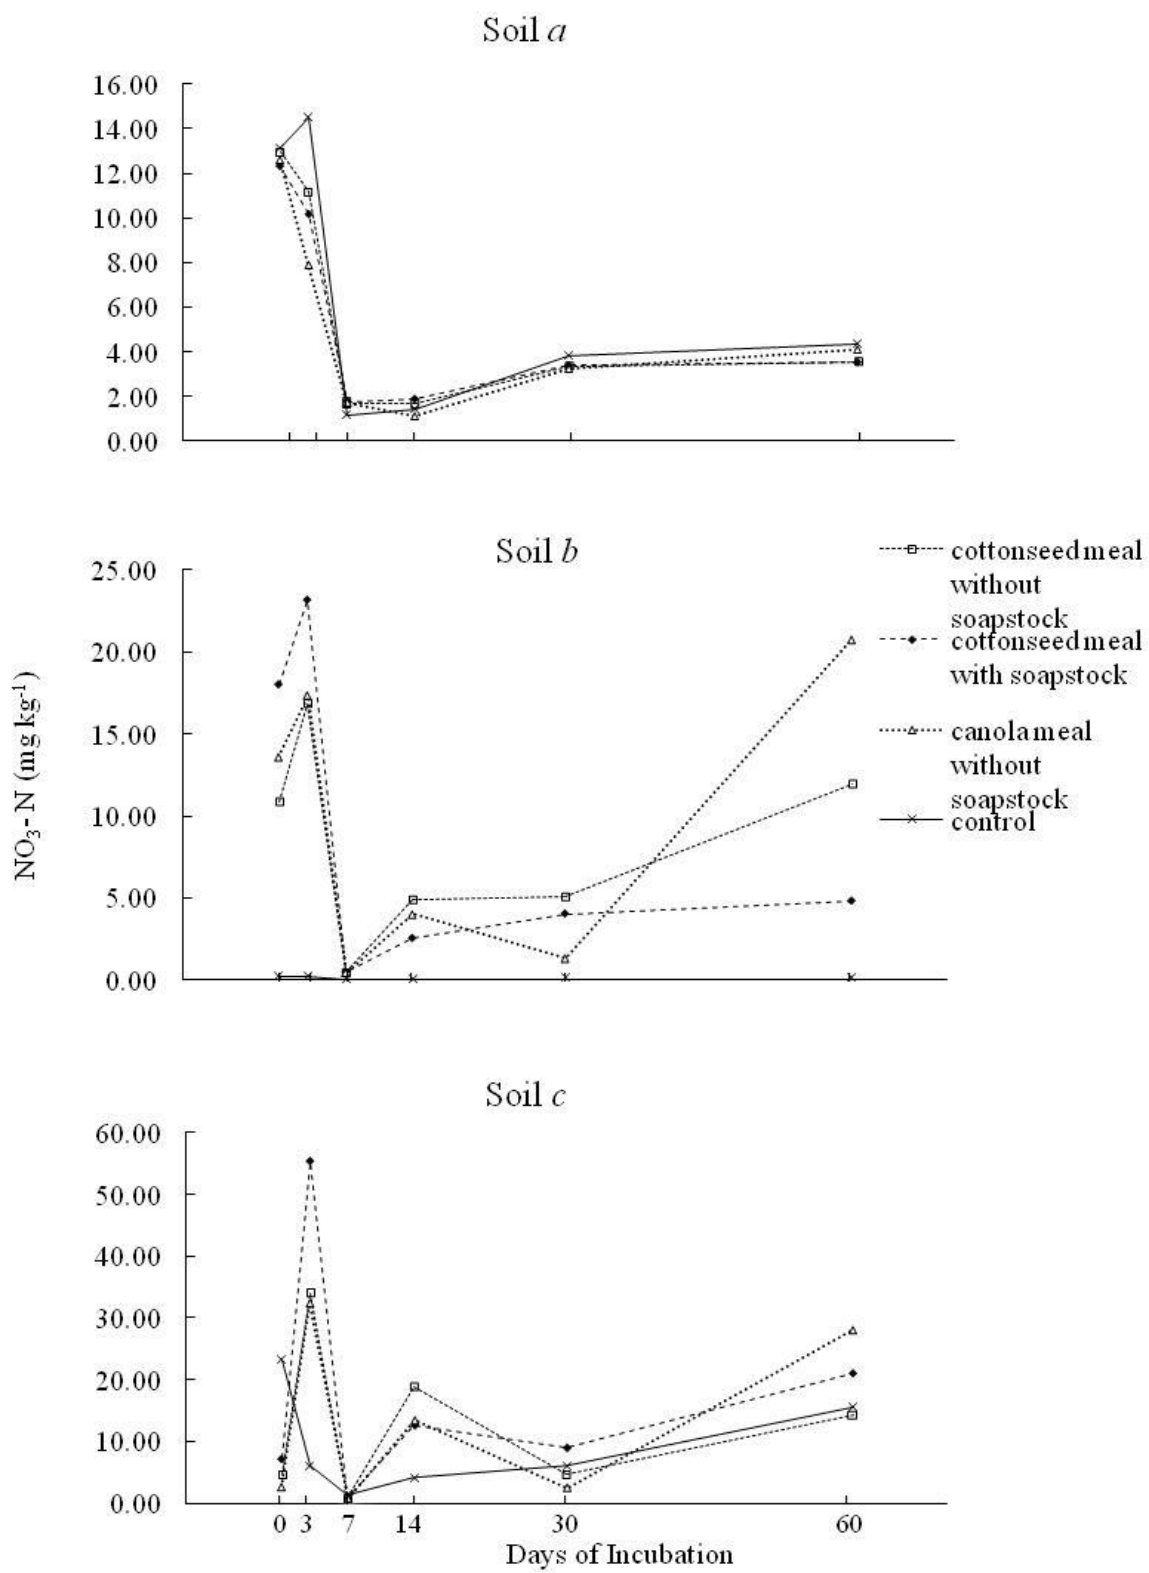 Soil a
16.00
14.00
12.00
10.00
8.00
6.00
4.00
2.00
0.00
Soil b
25.00
20.00
15.00
10.00
5.00
0.00
cottonseed meal
without
soapstock
cottonseed meal
with soapstock
canola meal
without
soapstock
control
NO₃- N (mg kg⁻¹)
Soil c
60.00
50.00
40.00
30.00
20.00
10.00
0.00
0 3 7 14 30 60
Days of Incubation